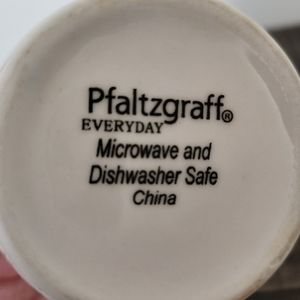 Pfaltzgraff®
EVERYDAY
Microwave and
Dishwasher Safe
China